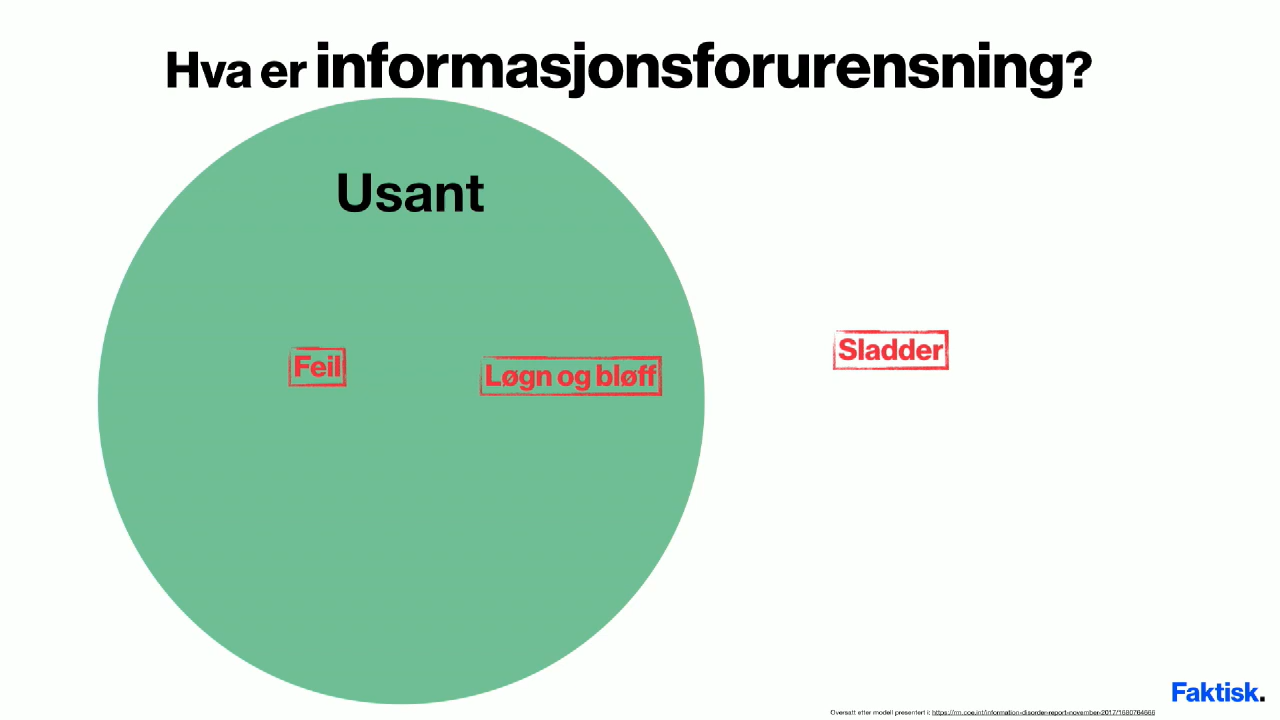 Hva er informasjonsforurensning?
Usant
Feil
Løgn og bløff
Sladder
Faktisk.
Oversatt etter modell presentert i: https://rm.coe.int/information-disorder-report-november-2017/1680764666